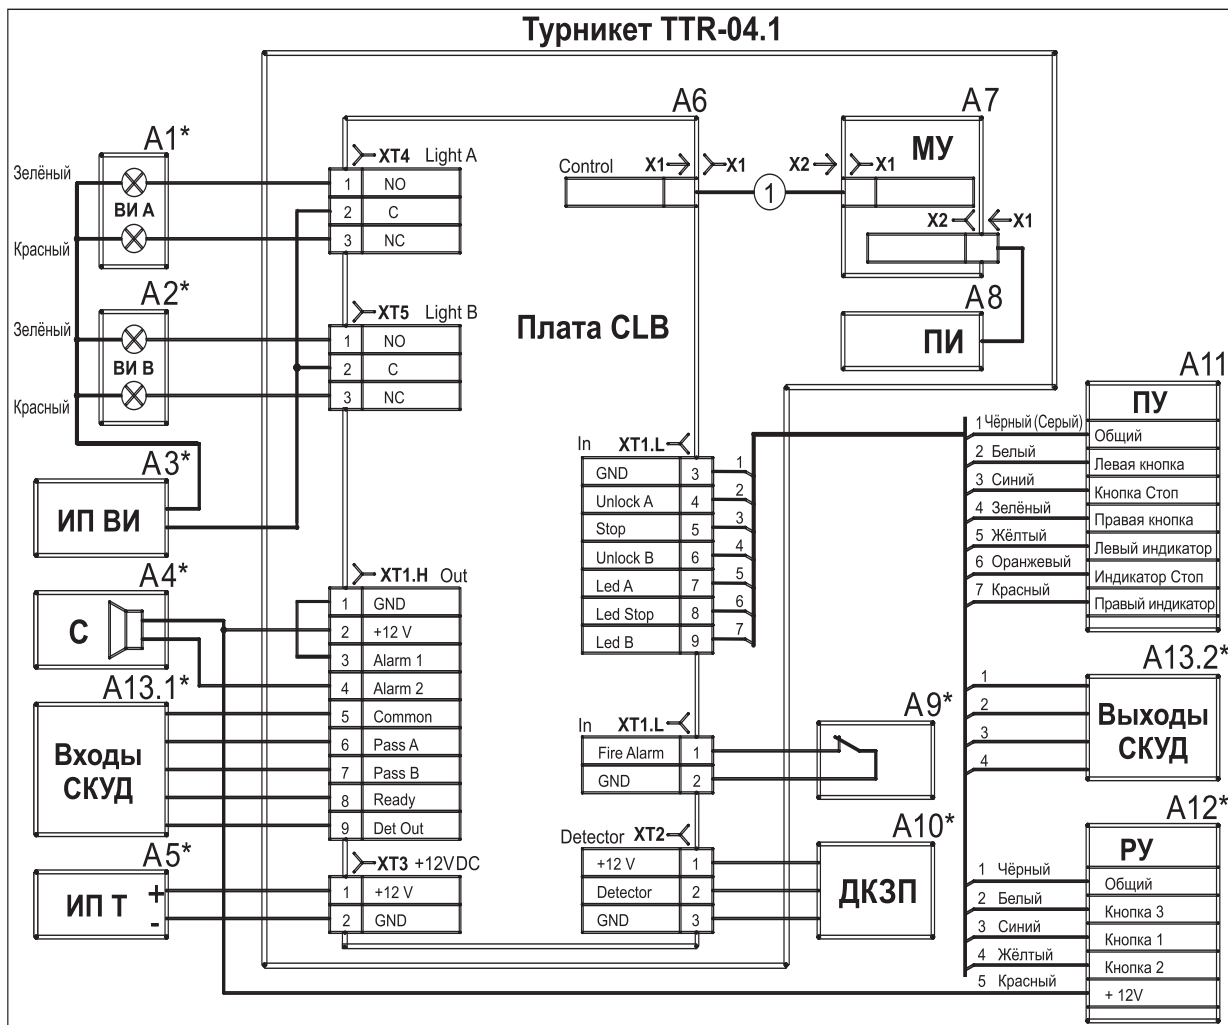 Турникет TTR-04.1
A1*
Зелёный
ВИ А
Красный
A2*
Зелёный
ВИ В
Красный
A3*
ИП ВИ
A4*
С
A13.1*
Входы
СКУД
A5*
ИП Т
+
-
A6
XT4 Light A
1 NO
2 C
3 NC
XT5 Light B
1 NO
2 C
3 NC
Плата CLB
XT1.H Out
1 GND
2 +12 V
3 Alarm 1
4 Alarm 2
5 Common
6 Pass A
7 Pass B
8 Ready
9 Det Out
XT3 +12VDC
1 +12 V
2 GND
Control X1 X1
1
A7
МУ
X2 X1
X2 X1
A8
ПИ
In XT1.L
GND 3 1
Unlock A 4 2
Stop 5 3
Unlock B 6 4
Led A 7 5
Led Stop 8 6
Led B 9 7
In XT1.L
Fire Alarm 1
GND 2
A9*
Detector XT2
+12 V 1
Detector 2
GND 3
A10*
ДКЗП
A11
ПУ
1 Чёрный (Серый) Общий
2 Белый Левая кнопка
3 Синий Кнопка Стоп
4 Зелёный Правая кнопка
5 Жёлтый Левый индикатор
6 Оранжевый Индикатор Стоп
7 Красный Правый индикатор
A13.2*
1
2
3
4
Выходы
СКУД
A12*
РУ
1 Чёрный Общий
2 Белый Кнопка 3
3 Синий Кнопка 1
4 Жёлтый Кнопка 2
5 Красный + 12V